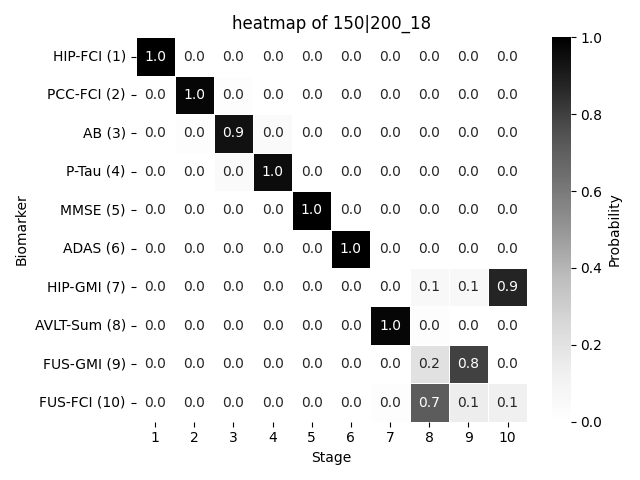 heatmap of 150|200_18
HIP-FCI (1) 1.0 0.0 0.0 0.0 0.0 0.0 0.0 0.0 0.0 0.0
PCC-FCI (2) 0.0 1.0 0.0 0.0 0.0 0.0 0.0 0.0 0.0 0.0
AB (3) 0.0 0.0 0.9 0.0 0.0 0.0 0.0 0.0 0.0 0.0
P-Tau (4) 0.0 0.0 0.0 1.0 0.0 0.0 0.0 0.0 0.0 0.0
MMSE (5) 0.0 0.0 0.0 0.0 1.0 0.0 0.0 0.0 0.0 0.0
ADAS (6) 0.0 0.0 0.0 0.0 0.0 1.0 0.0 0.0 0.0 0.0
HIP-GMI (7) 0.0 0.0 0.0 0.0 0.0 0.0 0.0 0.1 0.1 0.9
AVLT-Sum (8) 0.0 0.0 0.0 0.0 0.0 0.0 1.0 0.0 0.0 0.0
FUS-GMI (9) 0.0 0.0 0.0 0.0 0.0 0.0 0.0 0.2 0.8 0.0
FUS-FCI (10) 0.0 0.0 0.0 0.0 0.0 0.0 0.0 0.7 0.1 0.1
1 2 3 4 5 6 7 8 9 10
Stage
Biomarker
1.0
0.8
0.6
0.4
0.2
0.0
Probability